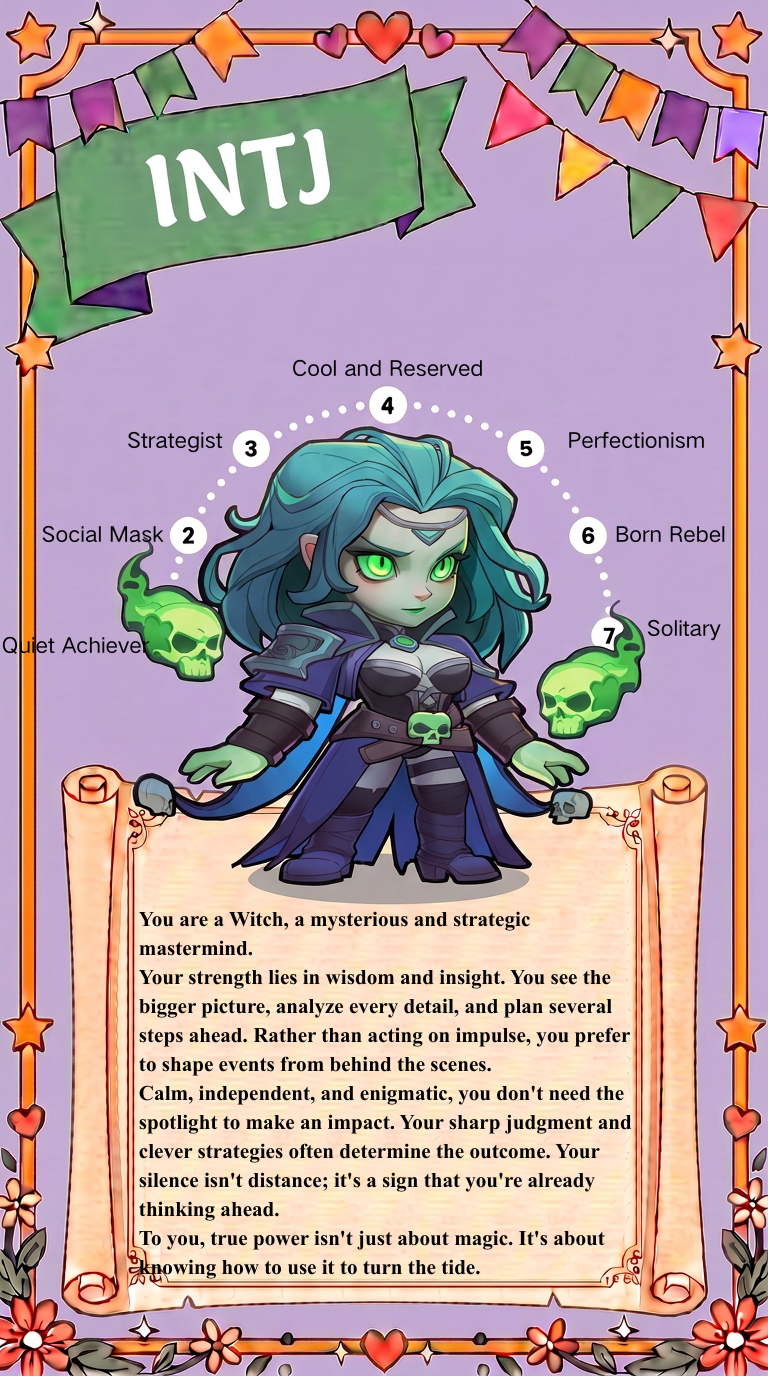 INTJ
Cool and Reserved
4
Strategist 3
5 Perfectionism
Social Mask 2
6 Born Rebel
7 Solitary
Quiet Achiever
You are a Witch, a mysterious and strategic
mastermind.
Your strength lies in wisdom and insight. You see the
bigger picture, analyze every detail, and plan several
steps ahead. Rather than acting on impulse, you prefer
to shape events from behind the scenes.
Calm, independent, and enigmatic, you don't need the
spotlight to make an impact. Your sharp judgment and
clever strategies often determine the outcome. Your
silence isn't distance; it's a sign that you're already
thinking ahead.
To you, true power isn't just about magic. It's about
knowing how to use it to turn the tide.